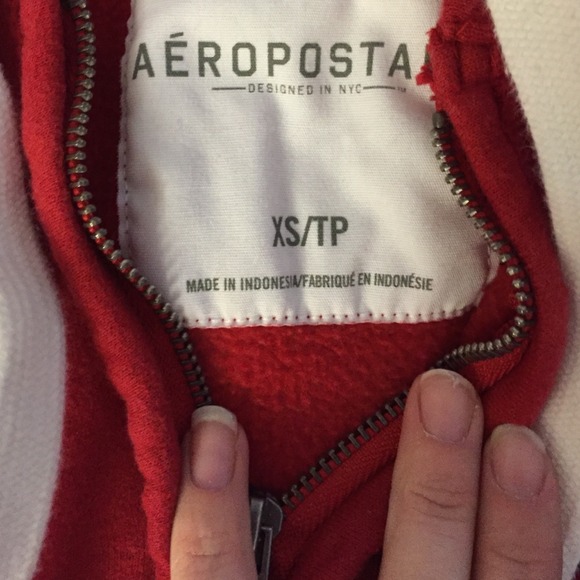 AÉROPOSTA
DESIGNED IN NYC
XS/TP
MADE IN INDONESIA/FABRIQUÉ EN INDONÉSIE